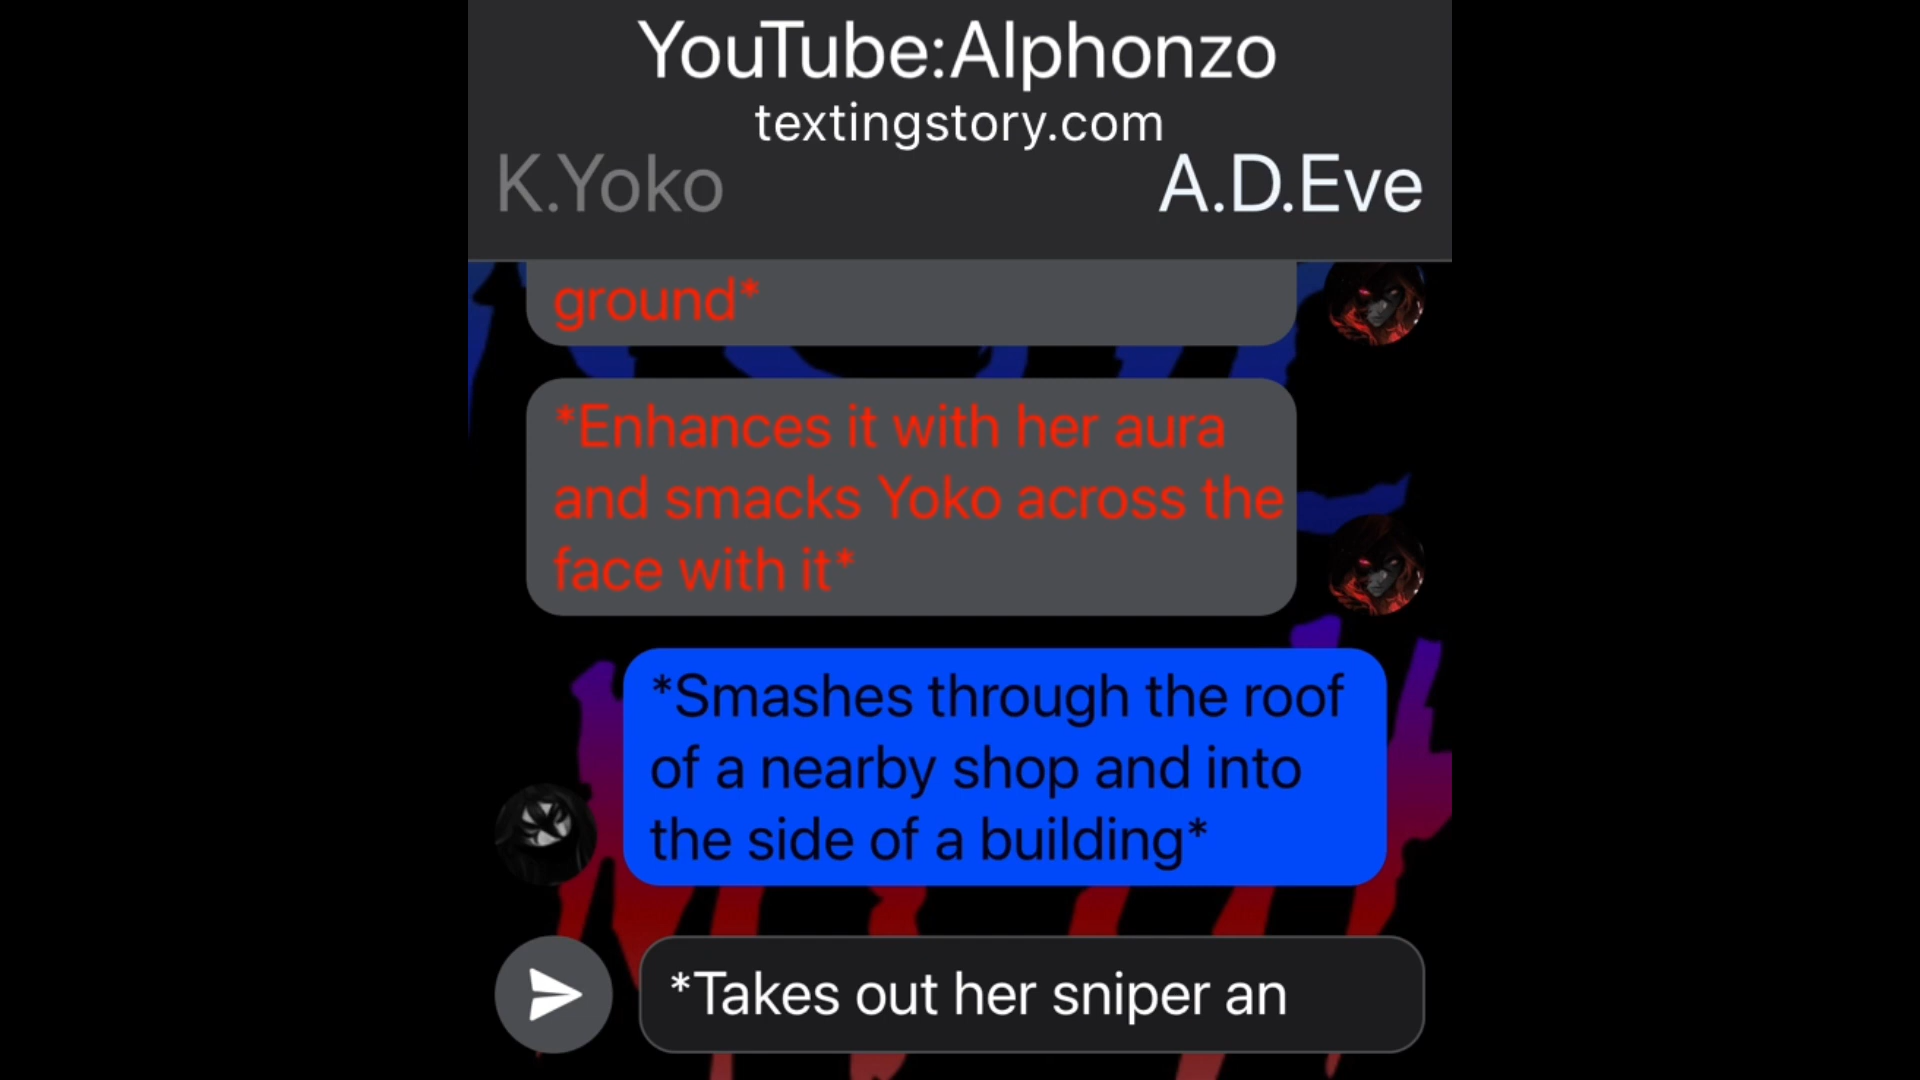 YouTube:Alphonzo
textingstory.com
K.Yoko
A.D.Eve
ground*
*Enhances it with her aura
and smacks Yoko across the
face with it*
*Smashes through the roof
of a nearby shop and into
the side of a building*
*Takes out her sniper an